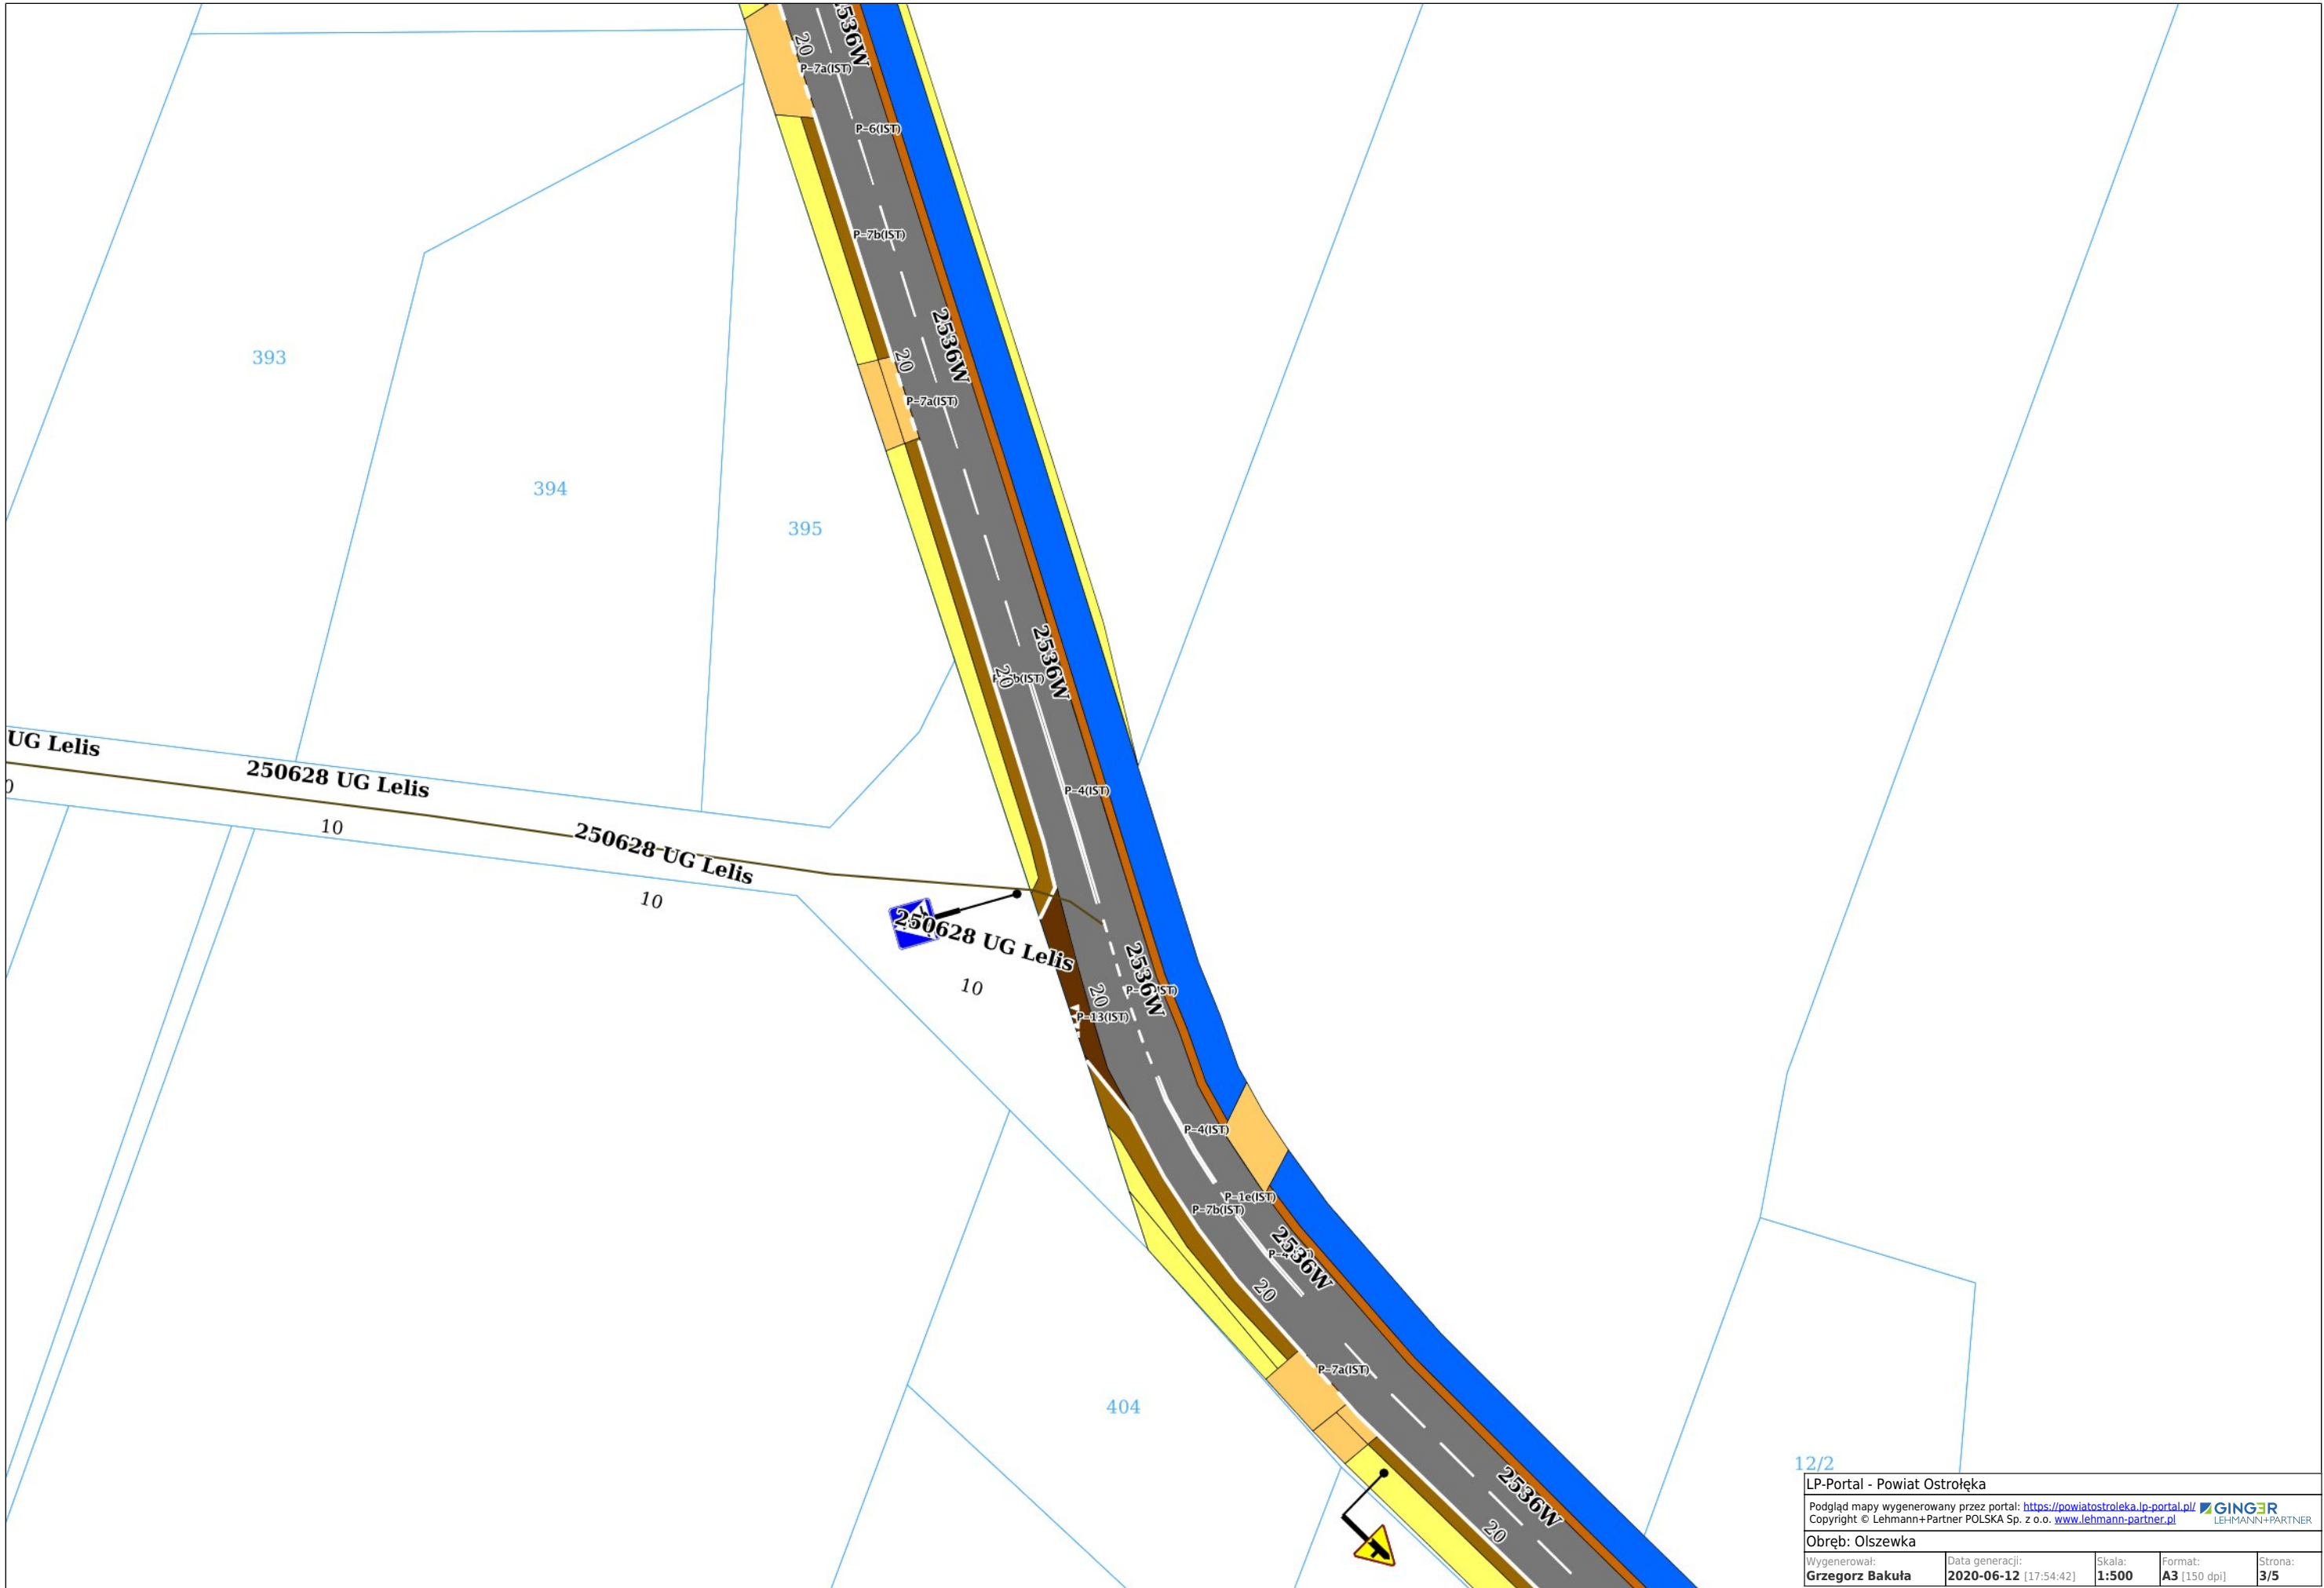 2536W
20
P-7a(IST)
P-6(IST)
P-7b(IST)
2536W
20
393
P-7a(IST)
394
395
2536W
20
UG Lelis
250628 UG Lelis
0
P-4(IST)
10
250628 UG Lelis
10
250628 UG Lelis
2536W
10
20
P-13(IST)
P-4(IST)
P-1e(IST)
P-7b(IST)
2536W
20
P-7a(IST)
404
12/2
2536W
20
LP-Portal - Powiat Ostrołęka
Podgląd mapy wygenerowany przez portal: https://powiatostroleka.lp-portal.pl/
Copyright © Lehmann+Partner POLSKA Sp. z o.o. www.lehmann-partner.pl
GINGER
LEHMANN+PARTNER
Obręb: Olszewka
Wygenerował: Data generacji: Skala: Format: Strona:
Grzegorz Bakuła 2020-06-12 [17:54:42] 1:500 A3 [150 dpi] 3/5